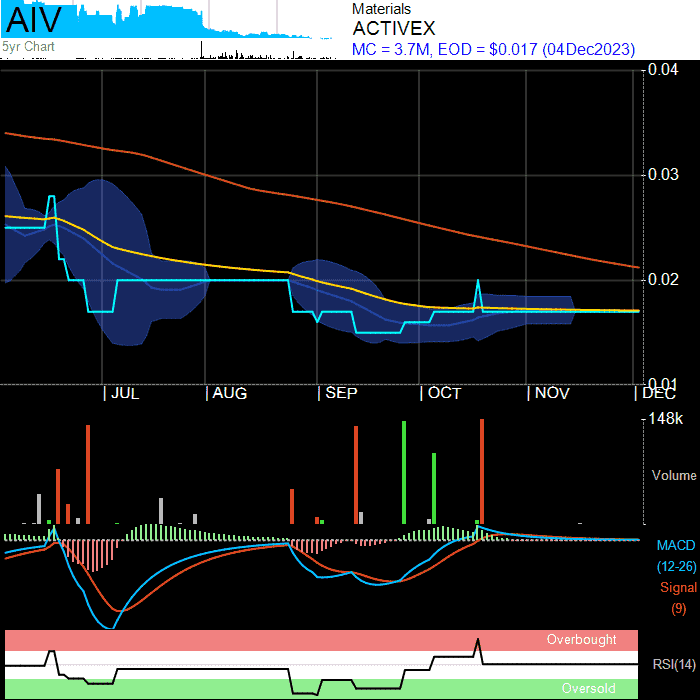 AIV
5yr Chart
Materials
ACTIVEX
MC = 3.7M, EOD = $0.017 (04Dec2023)
0.04
0.03
0.02
0.01
JUL
AUG
SEP
OCT
NOV
DEC
148k
Volume
MACD
(12-26)
Signal
(9)
Overbought
RSI(14)
Oversold